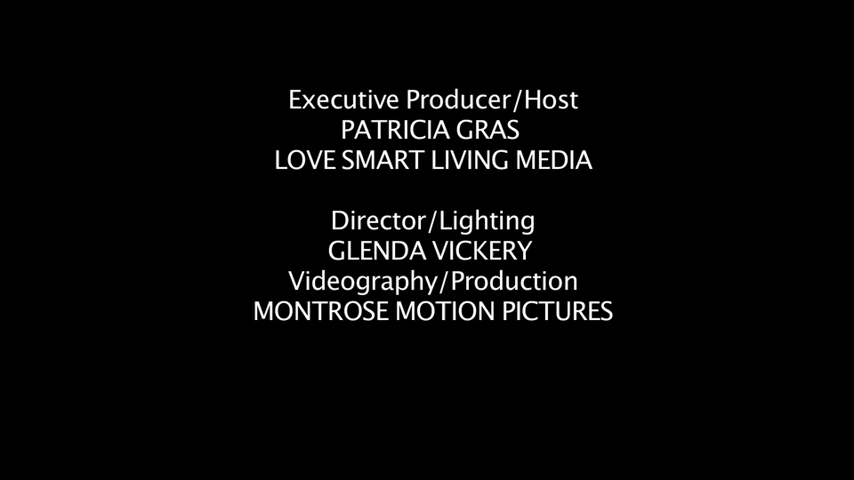 Executive Producer/Host
PATRICIA GRAS
LOVE SMART LIVING MEDIA
Director/Lighting
GLENDA VICKERY
Videography/Production
MONTROSE MOTION PICTURES